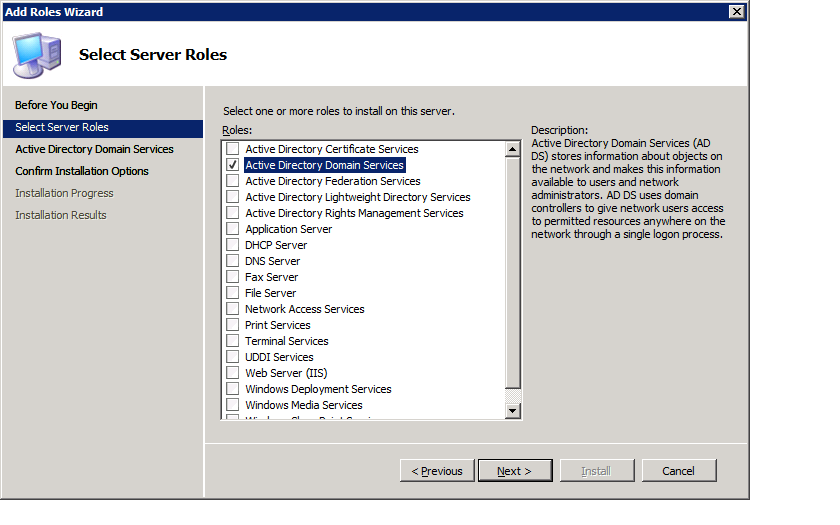 Add Roles Wizard
Select Server Roles
Before You Begin
Select Server Roles
Active Directory Domain Services
Confirm Installation Options
Installation Progress
Installation Results
Select one or more roles to install on this server.
Roles:
Active Directory Certificate Services
Active Directory Domain Services
Active Directory Federation Services
Active Directory Lightweight Directory Services
Active Directory Rights Management Services
Application Server
DHCP Server
DNS Server
Fax Server
File Server
Network Access Services
Print Services
Terminal Services
UDDI Services
Web Server (IIS)
Windows Deployment Services
Windows Media Services
Description:
Active Directory Domain Services (AD
DS) stores information about objects on
the network and makes this information
available to users and network
administrators. AD DS uses domain
controllers to give network users access
to permitted resources anywhere on the
network through a single logon process.
< Previous
Next >
Install
Cancel